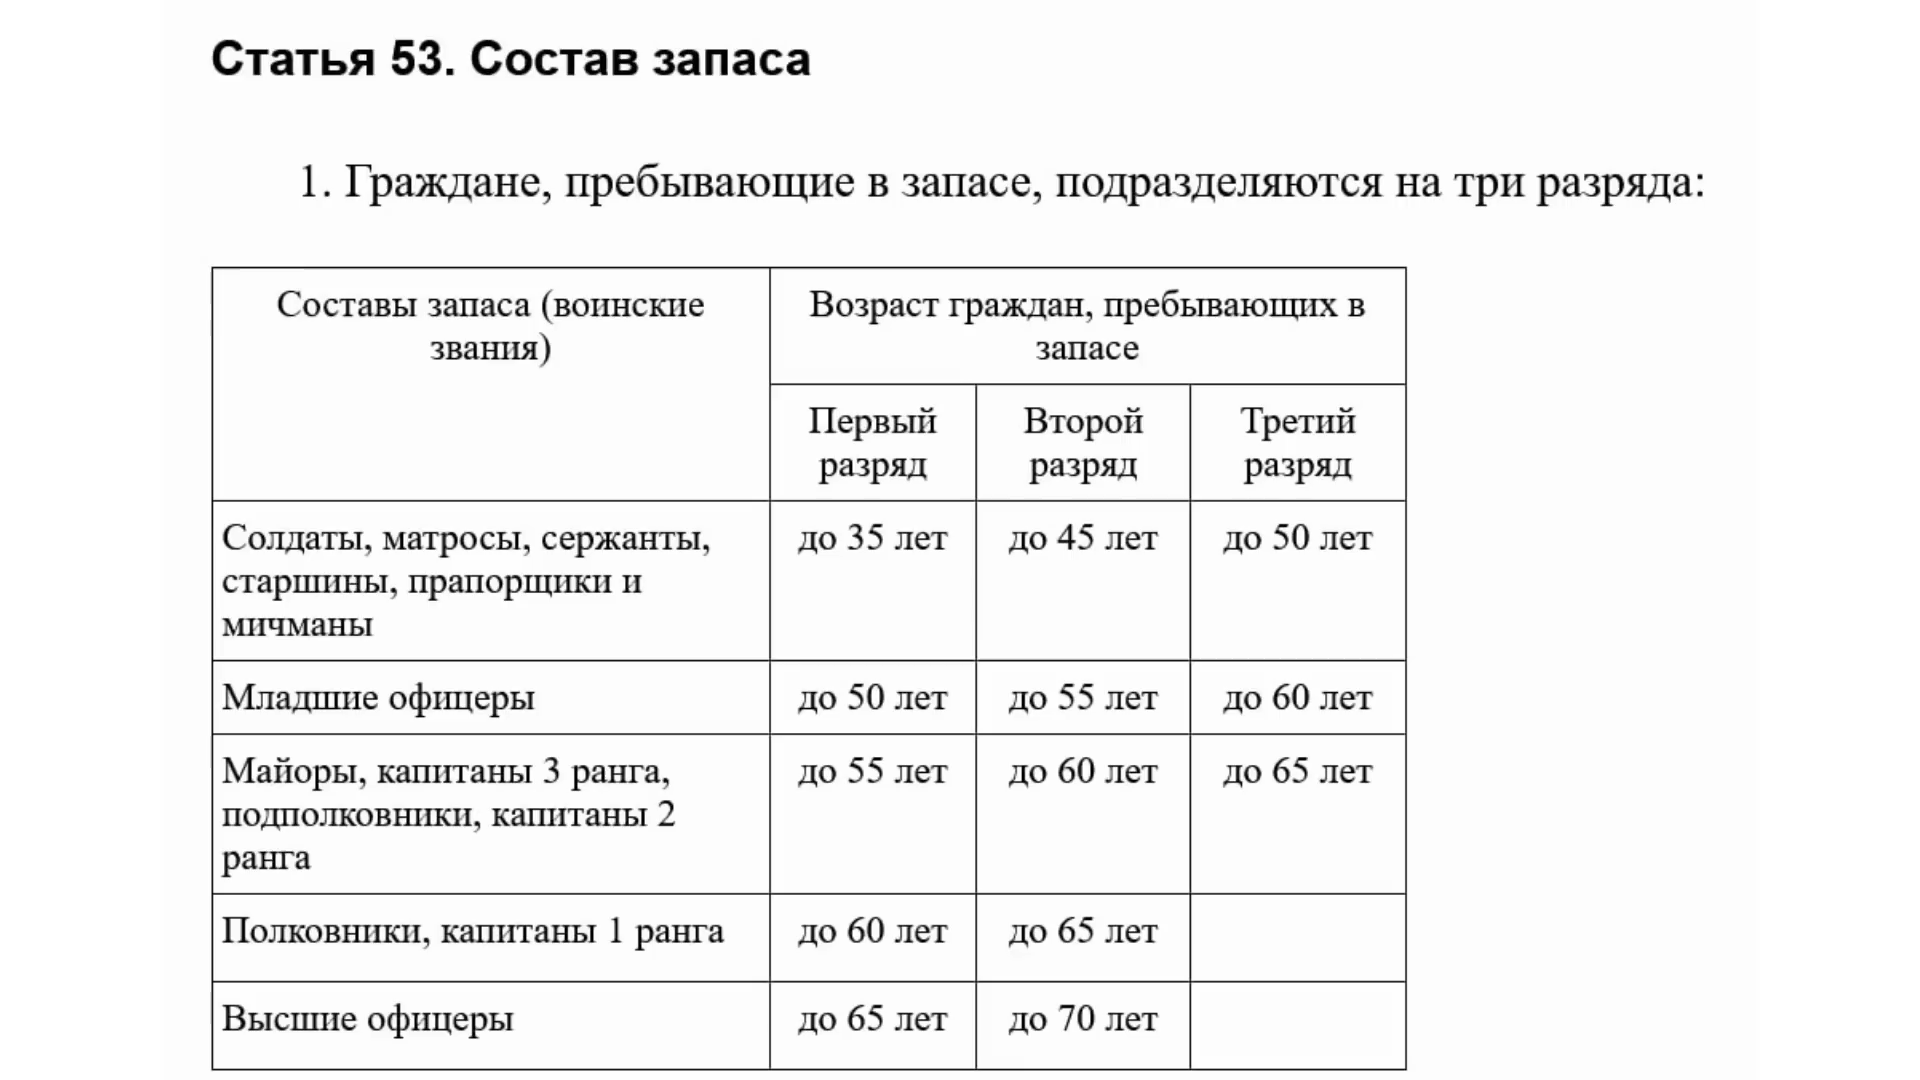 Статья 53. Состав запаса
1. Граждане, пребывающие в запасе, подразделяются на три разряда:
Составы запаса (воинские
звания)
Возраст граждан, пребывающих в
запасе
Первый
разряд
Второй
разряд
Третий
разряд
Солдаты, матросы, сержанты,
старшины, прапорщики и
мичманы
до 35 лет
до 45 лет
до 50 лет
Младшие офицеры
до 50 лет
до 55 лет
до 60 лет
Майоры, капитаны 3 ранга,
подполковники, капитаны 2
ранга
до 55 лет
до 60 лет
до 65 лет
Полковники, капитаны 1 ранга
до 60 лет
до 65 лет
Высшие офицеры
до 65 лет
до 70 лет